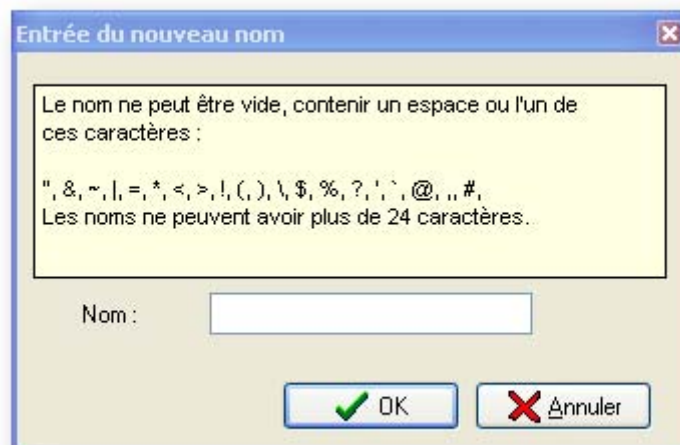 Entrée du nouveau nom
Le nom ne peut être vide, contenir un espace ou l'un de
ces caractères :
", &, ~, |, =, *, <, >, !, (, ), \, $, %, ?, ', `, @, ,, #,
Les noms ne peuvent avoir plus de 24 caractères.
Nom :
OK
Annuler